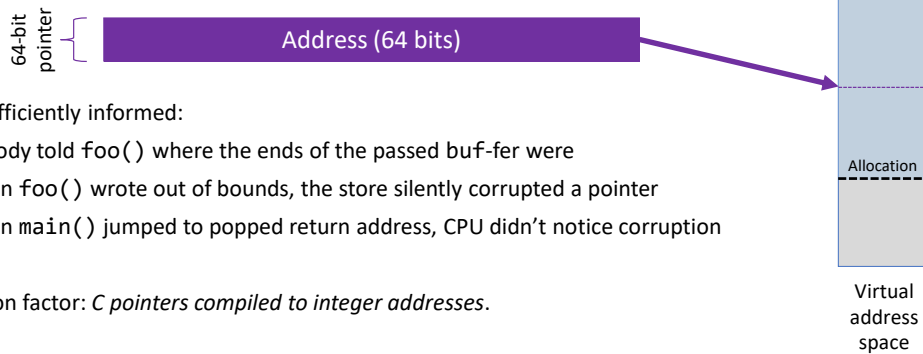 64-bit
pointer
Address (64 bits)
fficiently informed:
ody told foo() where the ends of the passed buf-fer were
n foo() wrote out of bounds, the store silently corrupted a pointer
n main() jumped to popped return address, CPU didn't notice corruption
on factor: C pointers compiled to integer addresses.
Allocation
Virtual
address
space